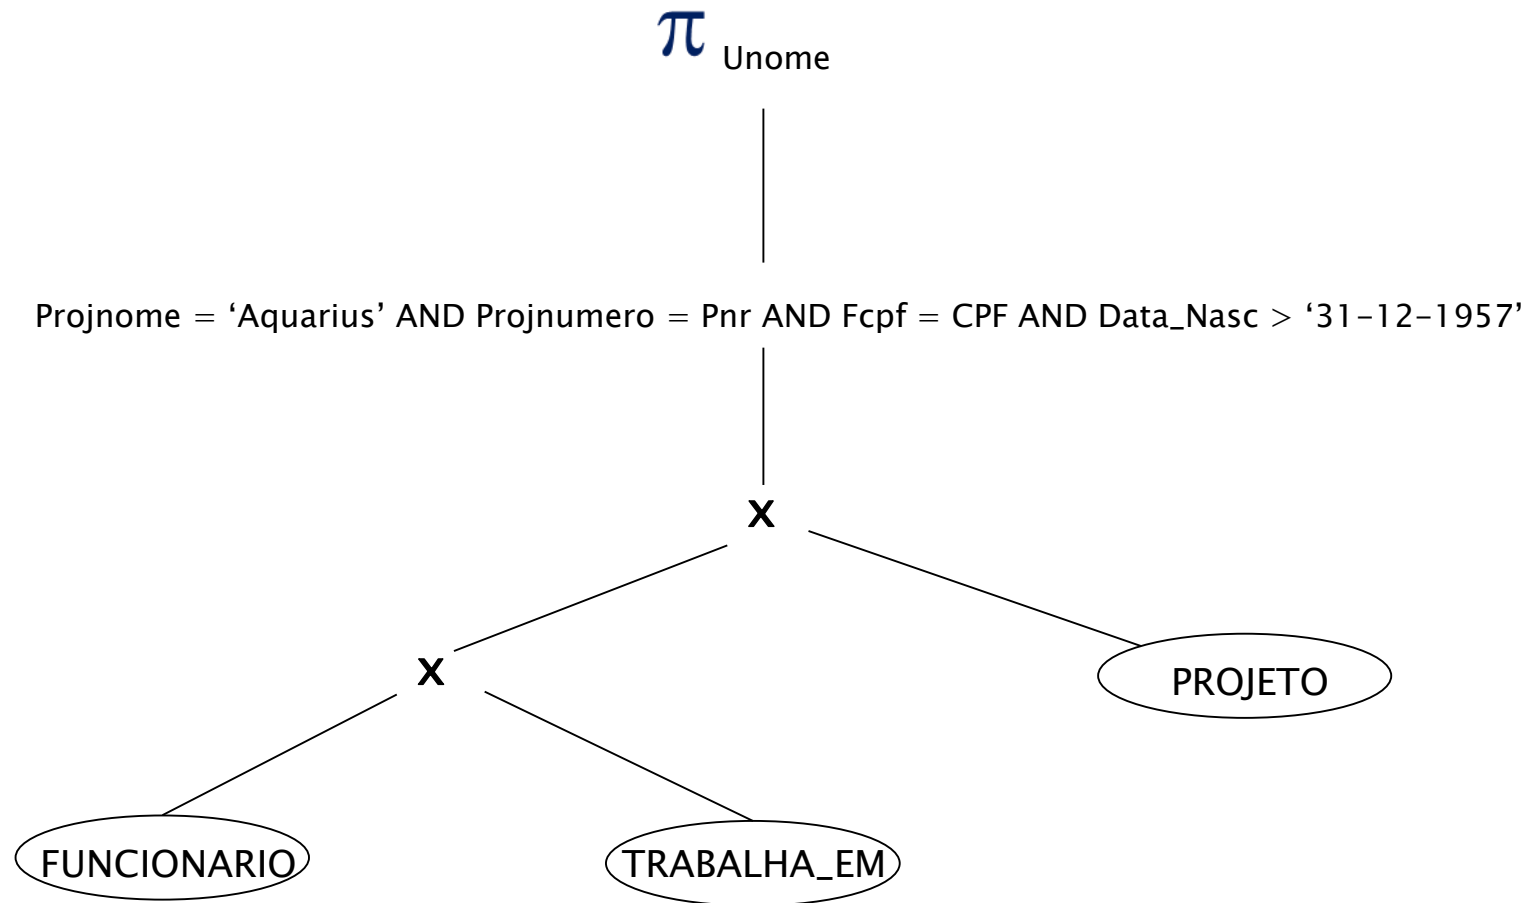 π Unome
Projnome = ‘Aquarius’ AND Projnumero = Pnr AND Fcpf = CPF AND Data_Nasc > ‘31-12-1957’
X
X
PROJETO
FUNCIONARIO
TRABALHA_EM